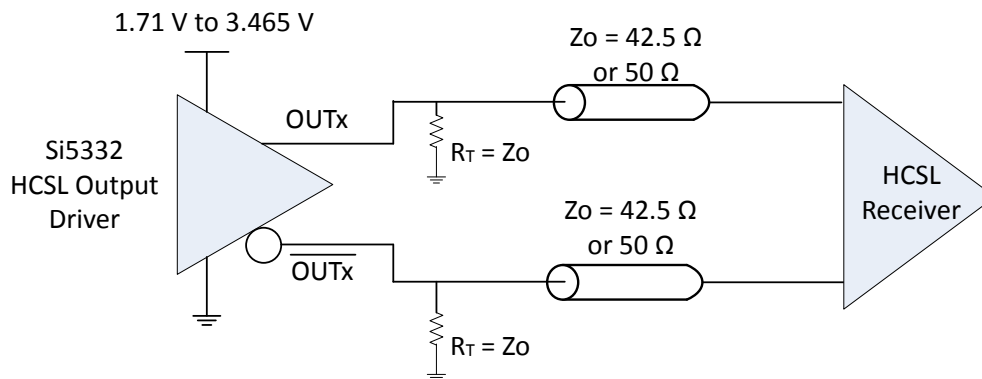 1.71 V to 3.465 V
Si5332
HCSL Output
Driver
OUTx
OUTx
RT = Zo
RT = Zo
Zo = 42.5 Ω
or 50 Ω
Zo = 42.5 Ω
or 50 Ω
HCSL
Receiver